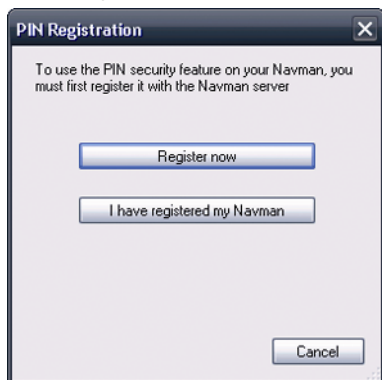 PIN Registration
To use the PIN security feature on your Navman, you
must first register it with the Navman server
Register now
I have registered my Navman
Cancel